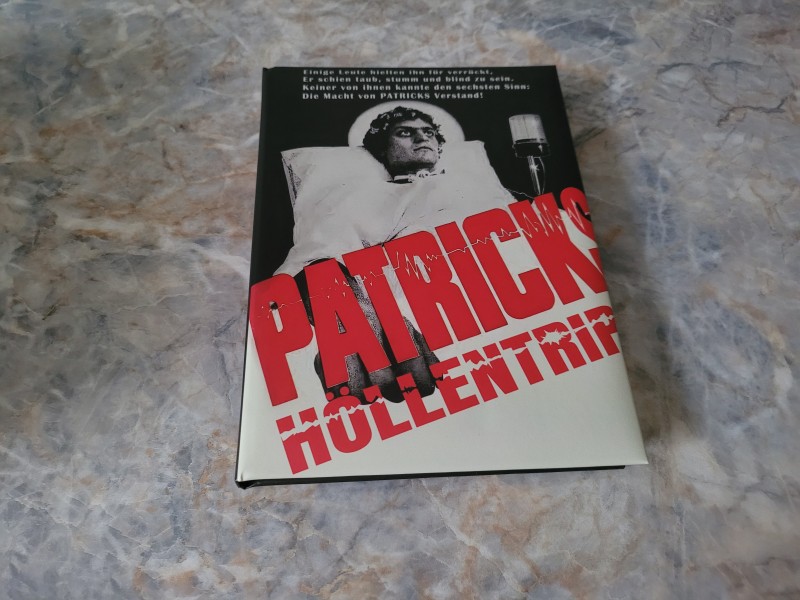 Einige Leute hielten ihn für verrückt,
Er schien taub, stumm und blind zu sein.
Keiner von ihnen kannte den sechsten Sinn:
Die Macht von PATRICKS Verstand!
PATRICKS
HÖLLENTRIP